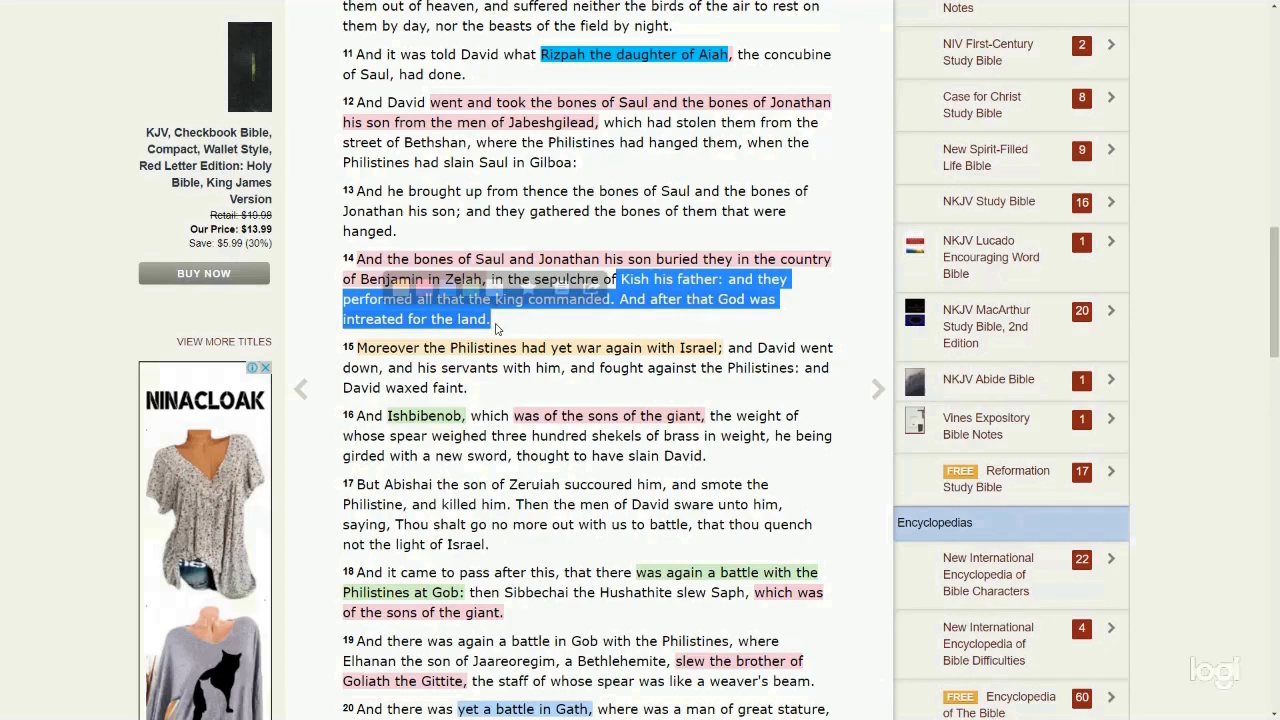 KJV, Checkbook Bible,
Compact, Wallet Style,
Red Letter Edition: Holy
Bible, King James
Version
Retail: $19.98
Our Price: $13.99
Save: $5.99 (30%)
BUY NOW
VIEW MORE TITLES
NINACLOAK
them out of heaven, and suffered neither the birds of the air to rest on
them by day, nor the beasts of the field by night.
11 And it was told David what Rizpah the daughter of Aiah, the concubine
of Saul, had done.
12 And David went and took the bones of Saul and the bones of Jonathan
his son from the men of Jabeshgilead, which had stolen them from the
street of Bethshan, where the Philistines had hanged them, when the
Philistines had slain Saul in Gilboa:
13 And he brought up from thence the bones of Saul and the bones of
Jonathan his son; and they gathered the bones of them that were
hanged.
14 And the bones of Saul and Jonathan his son buried they in the country
of Benjamin in Zelah, in the sepulchre of Kish his father: and they
performed all that the king commanded. And after that God was
intreated for the land.
15 Moreover the Philistines had yet war again with Israel; and David went
down, and his servants with him, and fought against the Philistines: and
David waxed faint.
16 And Ishbibenob, which was of the sons of the giant, the weight of
whose spear weighed three hundred shekels of brass in weight, he being
girded with a new sword, thought to have slain David.
17 But Abishai the son of Zeruiah succoured him, and smote the
Philistine, and killed him. Then the men of David sware unto him,
saying, Thou shalt go no more out with us to battle, that thou quench
not the light of Israel.
18 And it came to pass after this, that there was again a battle with the
Philistines at Gob: then Sibbechai the Hushathite slew Saph, which was
of the sons of the giant.
19 And there was again a battle in Gob with the Philistines, where
Elhanan the son of Jaareoregim, a Bethlehemite, slew the brother of
Goliath the Gittite, the staff of whose spear was like a weaver's beam.
20 And there was yet a battle in Gath, where was a man of great stature,
Notes
NIV First-Century 2
Study Bible
Case for Christ 8
Study Bible
New Spirit-Filled 9
Life Bible
NKJV Study Bible 16
NKJV Lucado 1
Encouraging Word
Bible
NKJV MacArthur 20
Study Bible, 2nd
Edition
NKJV Abide Bible 1
Vines Expository 1
Bible Notes
FREE Reformation 17
Study Bible
Encyclopedias
New International 22
Encyclopedia of
Bible Characters
New International 4
Encyclopedia of
Bible Difficulties
FREE Encyclopedia 60
of The Bible
logi